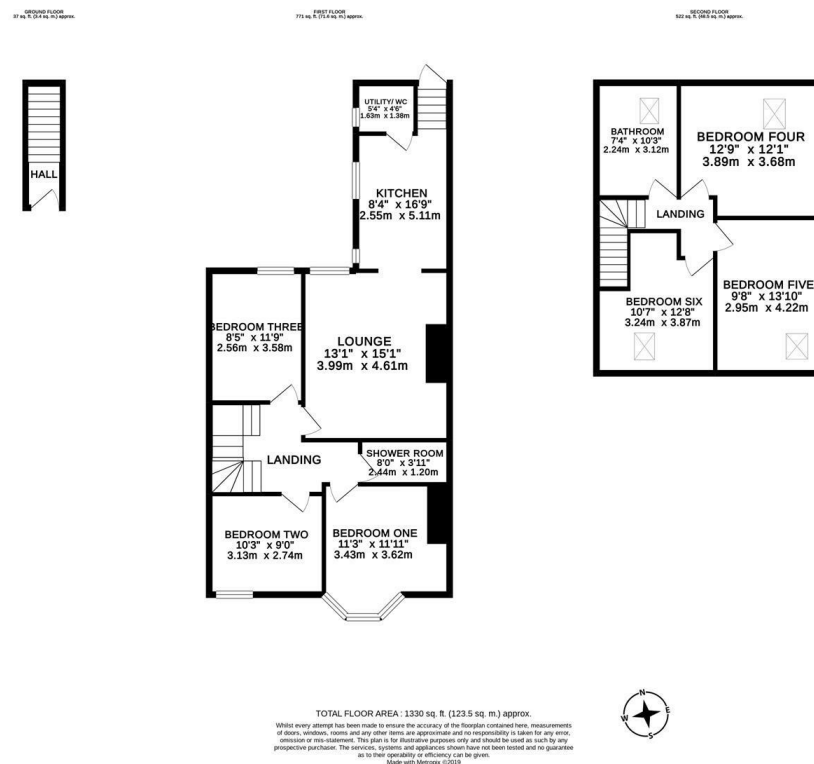 GROUND FLOOR
37 sq. ft. (3.4 sq. m.) approx.
HALL
FIRST FLOOR
771 sq. ft. (71.6 sq. m.) approx.
UTILITY/ WC
5'4" x 4'6"
1.63m x 1.38m
KITCHEN
8'4" x 16'9"
2.55m x 5.11m
BEDROOM THREE
8'5" x 11'9"
2.56m x 3.58m
LOUNGE
13'1" x 15'1"
3.99m x 4.61m
SHOWER ROOM
8'0" x 3'11"
2.44m x 1.20m
LANDING
BEDROOM TWO
10'3" x 9'0"
3.13m x 2.74m
BEDROOM ONE
11'3" x 11'11"
3.43m x 3.62m
SECOND FLOOR
522 sq. ft. (48.5 sq. m.) approx.
BATHROOM
7'4" x 10'3"
2.24m x 3.12m
BEDROOM FOUR
12'9" x 12'1"
3.89m x 3.68m
LANDING
BEDROOM SIX
10'7" x 12'8"
3.24m x 3.87m
BEDROOM FIVE
9'8" x 13'10"
2.95m x 4.22m
TOTAL FLOOR AREA : 1330 sq. ft. (123.5 sq. m.) approx.
Whilst every attempt has been made to ensure the accuracy of the floorplan contained here, measurements
of doors, windows, rooms and any other items are approximate and no responsibility is taken for any error,
omission or mis-statement. This plan is for illustrative purposes only and should be used as such by any
prospective purchaser. The services, systems and appliances shown have not been tested and no guarantee
as to their operability or efficiency can be given.
Made with Metropix ©2019
N
E
S
W